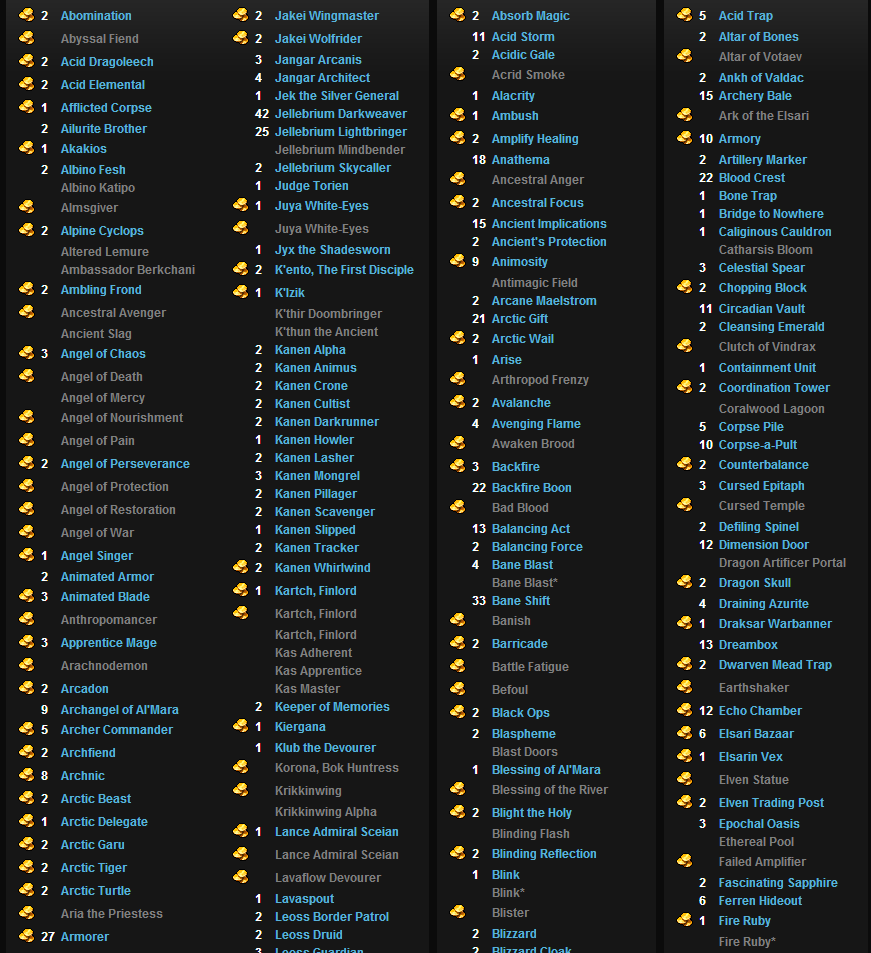 2 Abomination
Abyssal Fiend
2 Acid Dragoleech
2 Acid Elemental
1 Afflicted Corpse
2 Ailurite Brother
1 Akakios
2 Albino Fesh
Albino Katipo
Almsgiver
2 Alpine Cyclops
Altered Lemure
Ambassador Berkchani
2 Ambling Frond
Ancestral Avenger
Ancient Slag
3 Angel of Chaos
Angel of Death
Angel of Mercy
Angel of Nourishment
Angel of Pain
2 Angel of Perseverance
Angel of Protection
Angel of Restoration
Angel of War
1 Angel Singer
2 Animated Armor
3 Animated Blade
Anthropomancer
3 Apprentice Mage
Arachnodemon
2 Arcadon
9 Archangel of Al'Mara
5 Archer Commander
2 Archfiend
8 Archnic
2 Arctic Beast
1 Arctic Delegate
2 Arctic Garu
2 Arctic Tiger
2 Arctic Turtle
Aria the Priestess
27 Armorer
2 Jakei Wingmaster
2 Jakei Wolfrider
3 Jangar Arcanis
4 Jangar Architect
1 Jek the Silver General
42 Jellebrium Darkweaver
25 Jellebrium Lightbringer
Jellebrium Mindbender
2 Jellebrium Skycaller
1 Judge Torien
1 Juya White-Eyes
Juya White-Eyes
1 Jyx the Shadesworn
2 K'ento, The First Disciple
1 K'Izik
K'thir Doombringer
K'thun the Ancient
2 Kanen Alpha
2 Kanen Animus
2 Kanen Crone
2 Kanen Cultist
2 Kanen Darkrunner
1 Kanen Howler
2 Kanen Lasher
3 Kanen Mongrel
2 Kanen Pillager
2 Kanen Scavenger
1 Kanen Slipped
2 Kanen Tracker
2 Kanen Whirlwind
1 Kartch, Finlord
Kartch, Finlord
Kartch, Finlord
Kas Adherent
Kas Apprentice
Kas Master
2 Keeper of Memories
1 Kiergana
1 Klub the Devourer
Korona, Bok Huntress
Krikkinwing
Krikkinwing Alpha
1 Lance Admiral Sceian
Lance Admiral Sceian
Lavaflow Devourer
1 Lavaspout
2 Leoss Border Patrol
2 Leoss Druid
3 Leoss Guardian
2 Absorb Magic
11 Acid Storm
2 Acidic Gale
Acrid Smoke
1 Alacrity
1 Ambush
2 Amplify Healing
18 Anathema
Ancestral Anger
2 Ancestral Focus
15 Ancient Implications
2 Ancient's Protection
9 Animosity
Antimagic Field
2 Arcane Maelstrom
21 Arctic Gift
2 Arctic Wail
1 Arise
Arthropod Frenzy
2 Avalanche
4 Avenging Flame
Awaken Brood
3 Backfire
22 Backfire Boon
Bad Blood
13 Balancing Act
2 Balancing Force
4 Bane Blast
Bane Blast*
33 Bane Shift
Banish
2 Barricade
Battle Fatigue
Befoul
2 Black Ops
2 Blaspheme
Blast Doors
1 Blessing of Al'Mara
Blessing of the River
2 Blight the Holy
Blinding Flash
2 Blinding Reflection
1 Blink
Blink*
Blister
2 Blizzard
2 Blizzard Cloak
5 Acid Trap
2 Altar of Bones
Altar of Votaev
2 Ankh of Valdac
15 Archery Bale
Ark of the Elsari
10 Armory
2 Artillery Marker
22 Blood Crest
1 Bone Trap
1 Bridge to Nowhere
1 Caliginous Cauldron
Catharsis Bloom
3 Celestial Spear
2 Chopping Block
11 Circadian Vault
2 Cleansing Emerald
Clutch of Vindrax
1 Containment Unit
2 Coordination Tower
Coralwood Lagoon
5 Corpse Pile
10 Corpse-a-Pult
2 Counterbalance
3 Cursed Epitaph
Cursed Temple
2 Defiling Spinel
12 Dimension Door
Dragon Artificer Portal
2 Dragon Skull
4 Draining Azurite
1 Draksar Warbanner
13 Dreambox
2 Dwarven Mead Trap
Earthshaker
12 Echo Chamber
6 Elsari Bazaar
1 Elsarin Vex
Elven Statue
2 Elven Trading Post
3 Epochal Oasis
Ethereal Pool
Failed Amplifier
2 Fascinating Sapphire
6 Ferren Hideout
1 Fire Ruby
Fire Ruby*